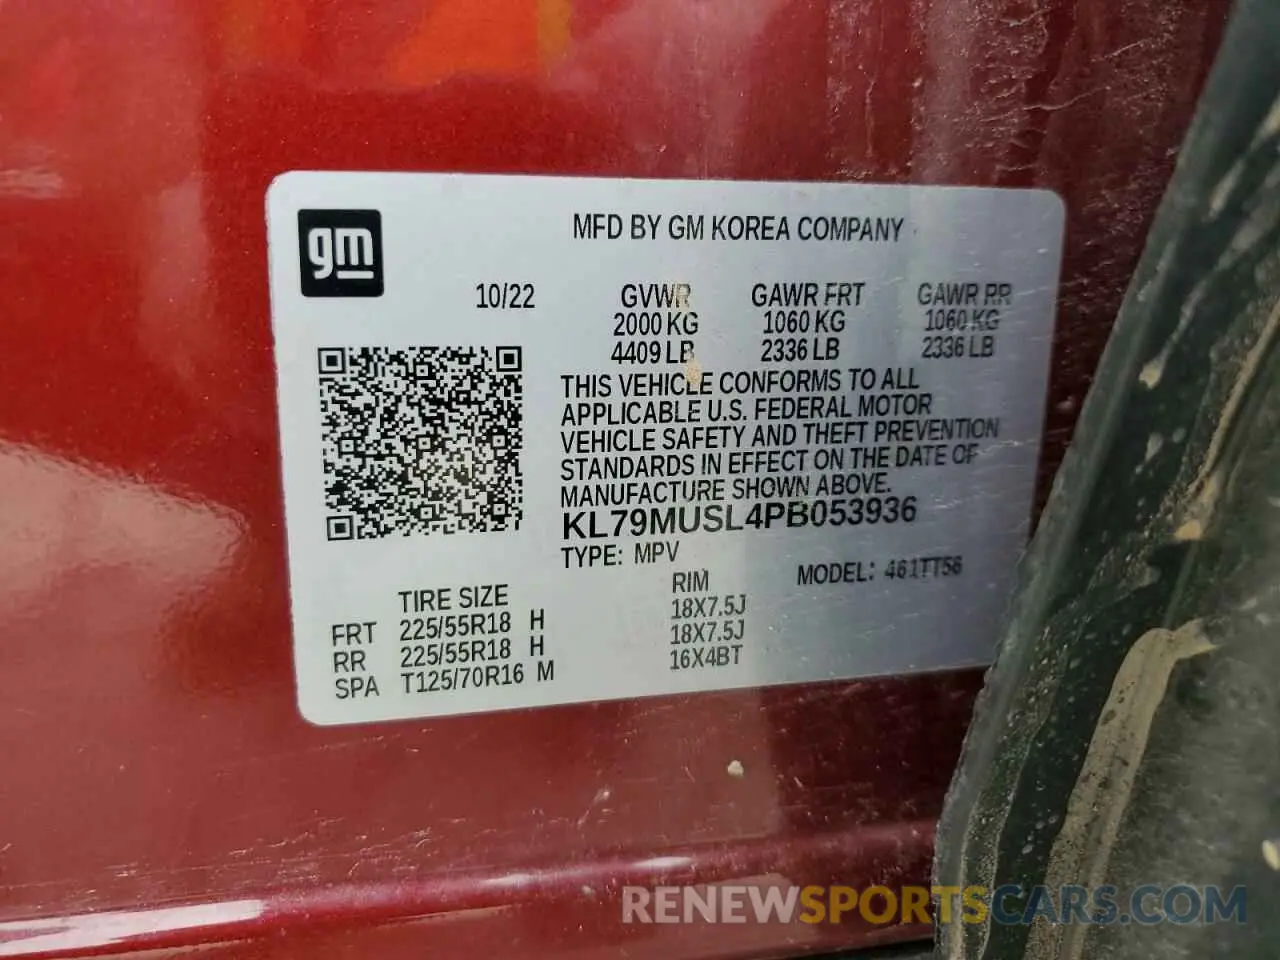 gm
MFD BY GM KOREA COMPANY
10/22 GVWR GAWR FRT GAWR RR
2000 KG 1060 KG 1060 KG
4409 LB 2336 LB 2336 LB
THIS VEHICLE CONFORMS TO ALL
APPLICABLE U.S. FEDERAL MOTOR
VEHICLE SAFETY AND THEFT PREVENTION
STANDARDS IN EFFECT ON THE DATE OF
MANUFACTURE SHOWN ABOVE.
KL79MUSL4PB053936
TYPE: MPV MODEL: 461TT56
TIRE SIZE RIM
FRT 225/55R18 H 18X7.5J
RR 225/55R18 H 18X7.5J
SPA T125/70R16 M 16X4BT
RENEWSPORTSCARS.COM